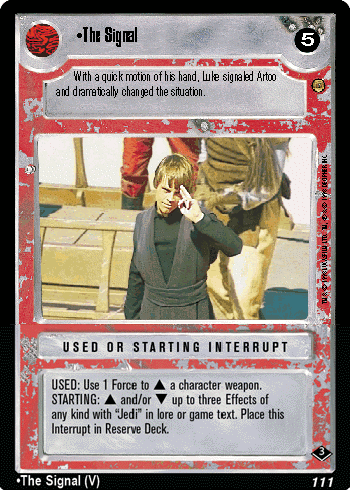 •The Signal
5
With a quick motion of his hand, Luke signaled Artoo
and dramatically changed the situation.
USED OR STARTING INTERRUPT
USED: Use 1 Force to ▲ a character weapon.
STARTING: ▲ and/or ▼ up to three Effects of
any kind with “Jedi” in lore or game text. Place this
Interrupt in Reserve Deck.
3
•The Signal (V)
111